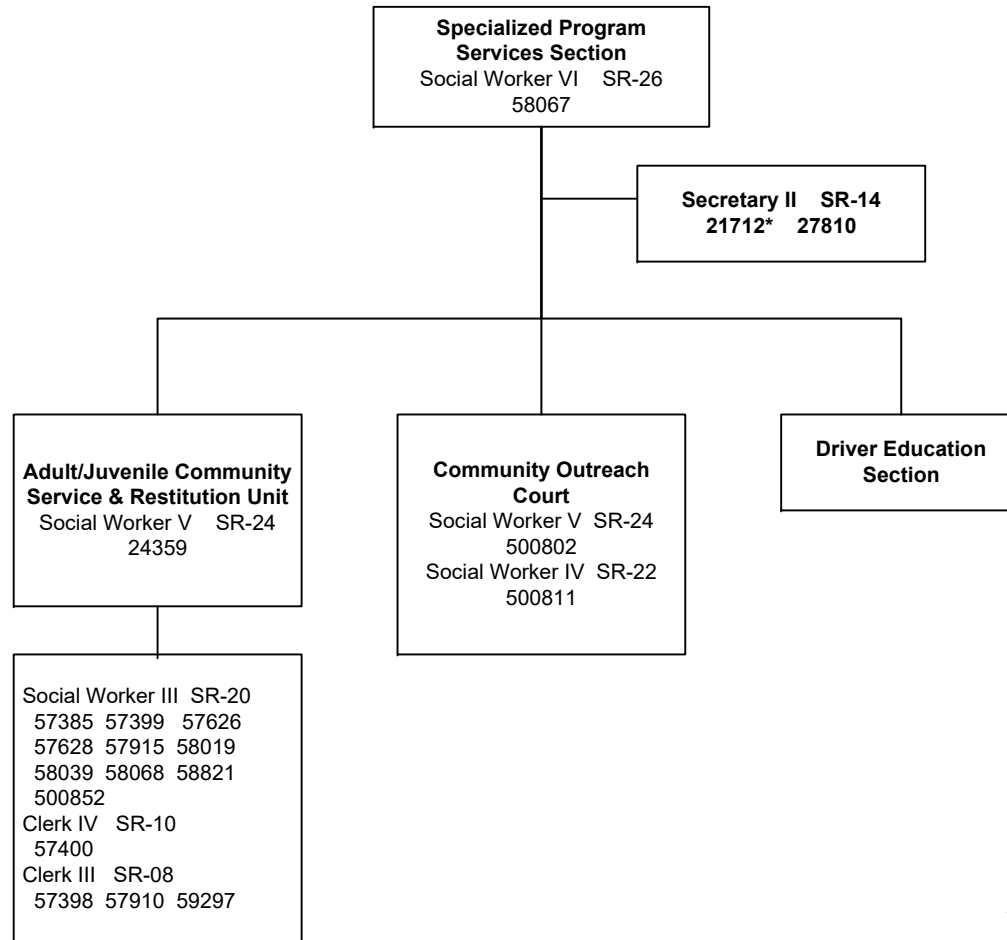 Specialized Program
Services Section
Social Worker VI SR-26
58067
Secretary II SR-14
21712* 27810
Adult/Juvenile Community
Service & Restitution Unit
Social Worker V SR-24
24359
Community Outreach
Court
Social Worker V SR-24
500802
Social Worker IV SR-22
500811
Driver Education
Section
Social Worker III SR-20
57385 57399 57626
57628 57915 58019
58039 58068 58821
500852
Clerk IV SR-10
57400
Clerk III SR-08
57398 57910 59297